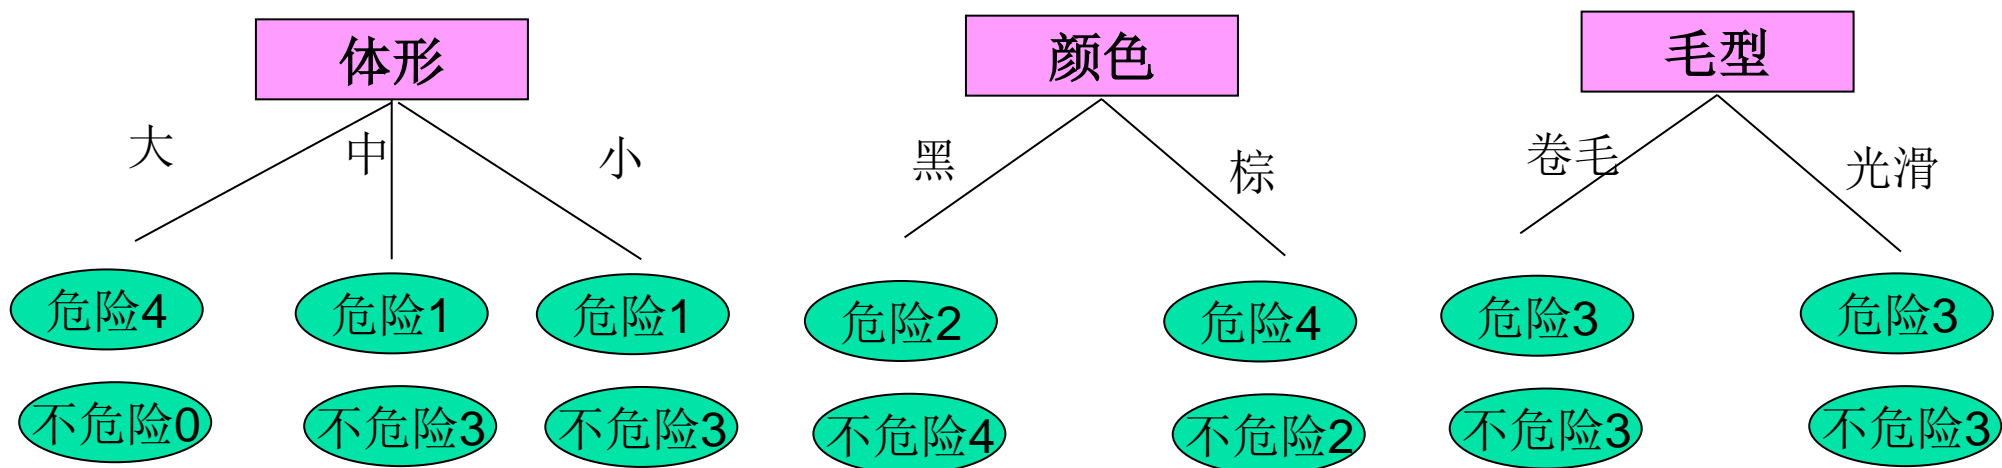 体形
颜色
毛型
大
中
小
黑
棕
卷毛
光滑
危险4
危险1
危险1
危险2
危险4
危险3
危险3
不危险0
不危险3
不危险3
不危险4
不危险2
不危险3
不危险3